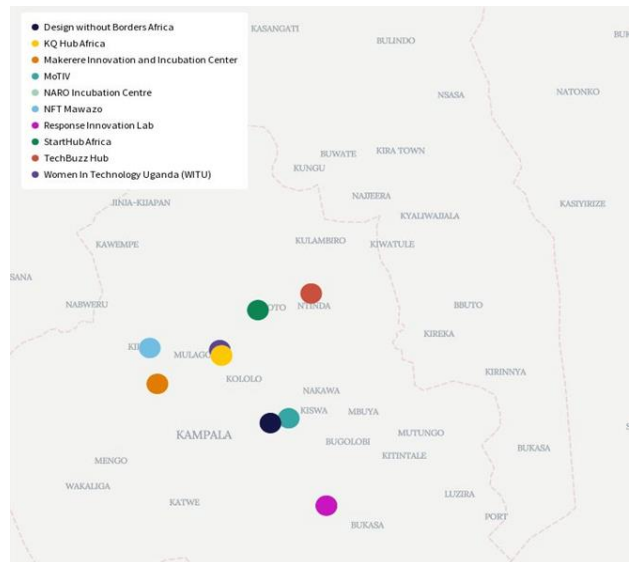 Design without Borders Africa
KQ Hub Africa
Makerere Innovation and Incubation Center
MoTIV
NARO Incubation Centre
NFT Mawazo
Response Innovation Lab
StartHub Africa
TechBuzz Hub
Women In Technology Uganda (WITU)
KASANGATI
BULINDO
NSASA
NATONKO
BUWATE
KIRA TOWN
KUNGU
NAJJERA
JINJA-KIJAPAN
KYALIWAJJALA
KASIYIRIZE
KAWEMPE
KULAMBIRO
KIWATULE
SANA
NABWERU
OTO
NTINDA
BBUTO
KIREKA
KI
MULAGO
KIRINNYA
KOLOLO
NAKAWA
KISWA
MBUYA
KAMPALA
MUTUNGO
BUGOLOBI
BUKASA
KITINTALE
MENGO
WAKALIGA
LUZIRA
KATWE
PORT
BUKASA